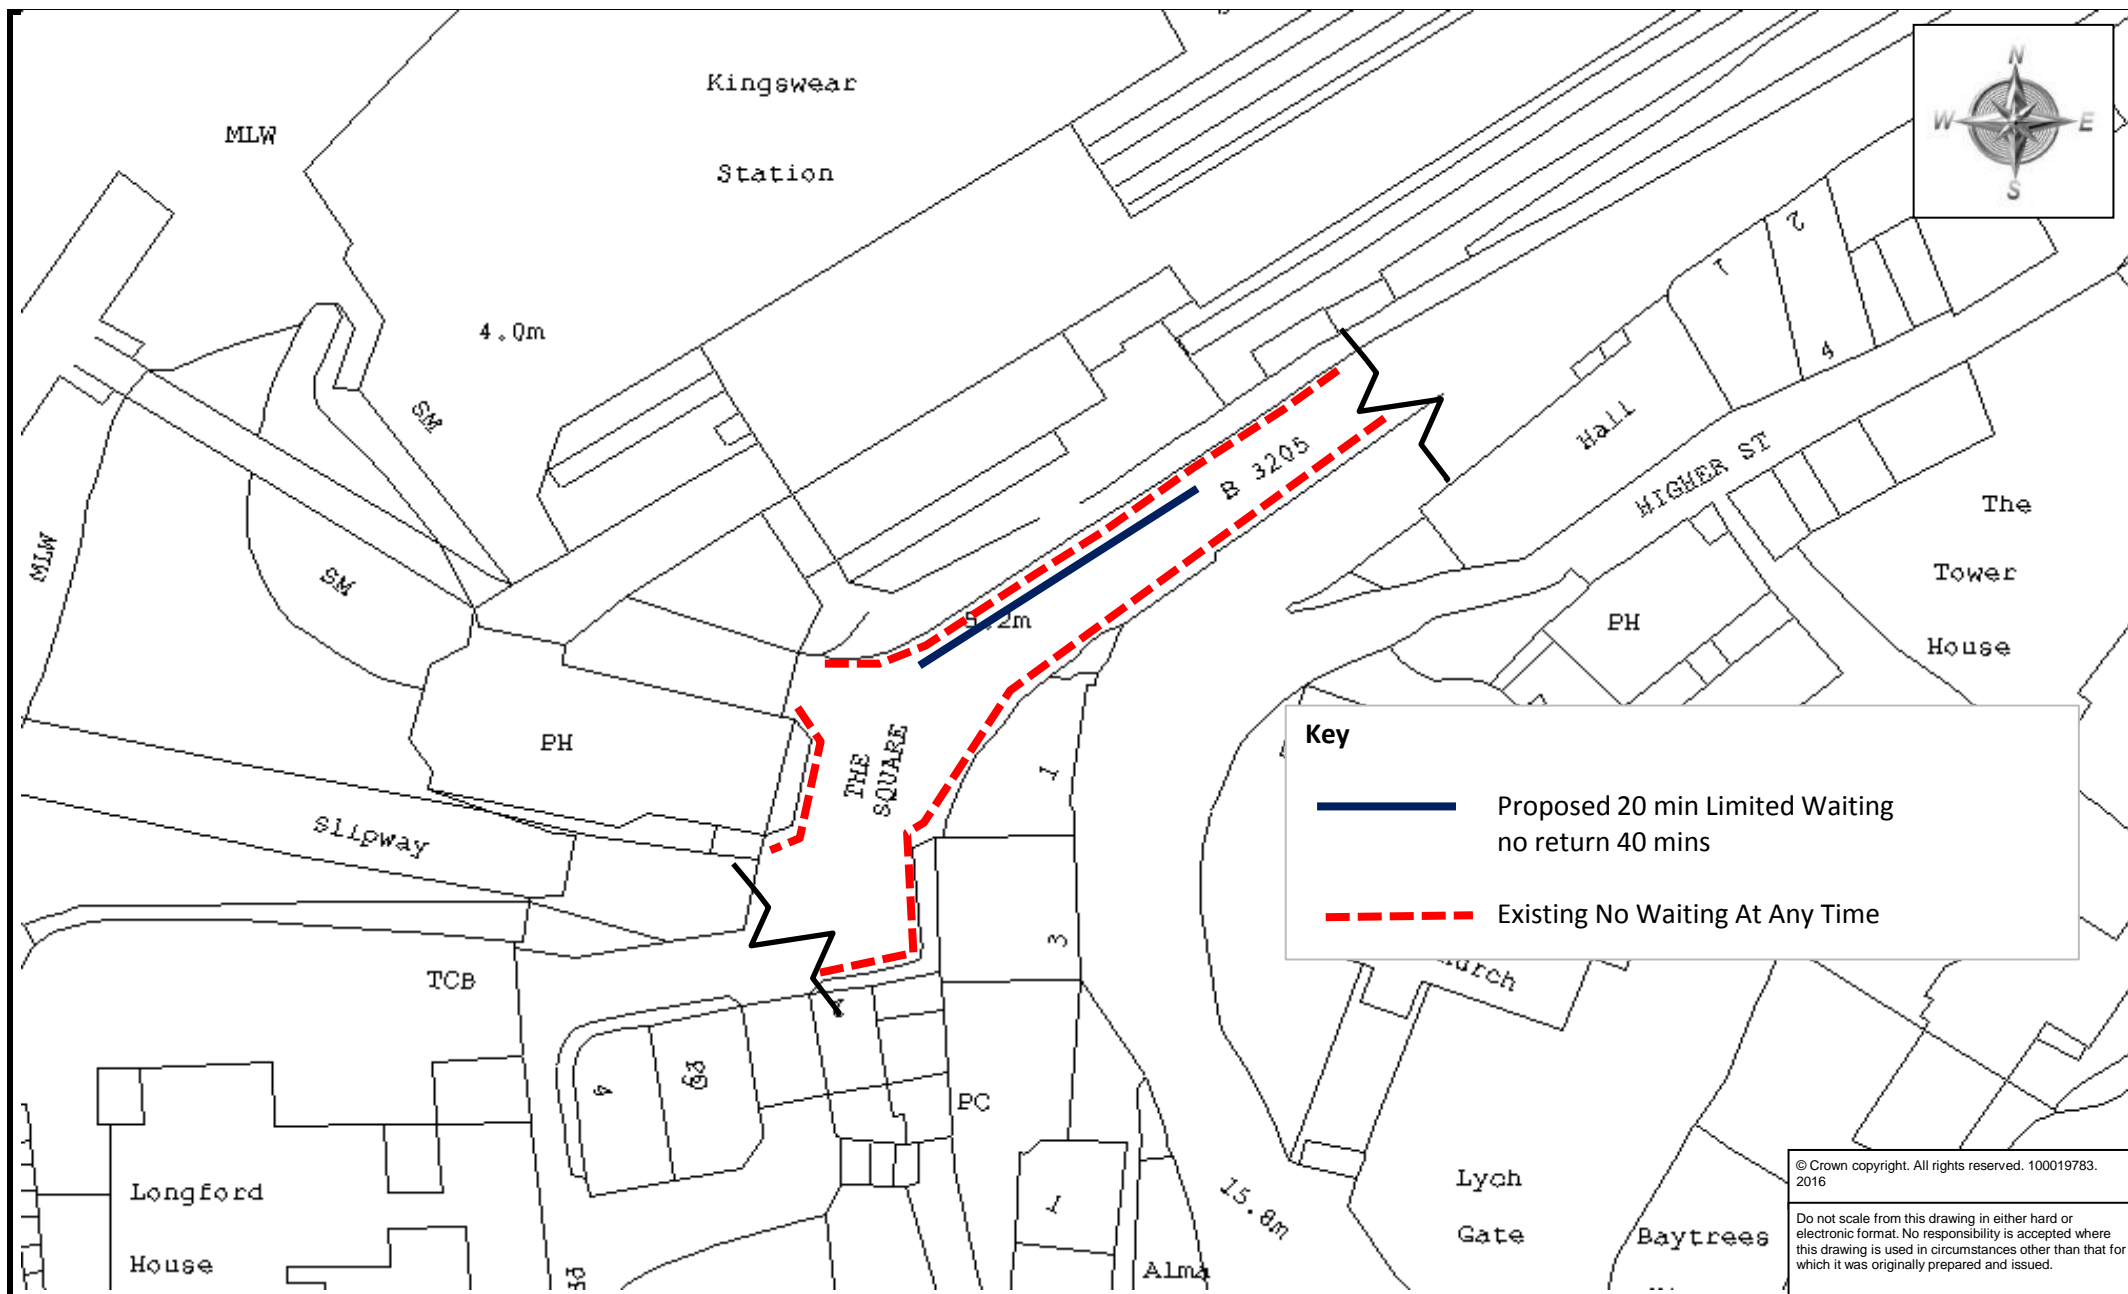 N
W
E
S
Kingswear
Station
MLW
4.0m
SM
2
1
4
Hall
HIGHER ST
B 3205
The
Tower
House
MLW
SM
PH
PH
THE
SQUARE
1
Slipway
3
TCB
4
PC
Longford
House
1
15.8m
Lych
Gate
Baytrees
Alma
Key
Proposed 20 min Limited Waiting
no return 40 mins
Existing No Waiting At Any Time
© Crown copyright. All rights reserved. 100019783.
2016
Do not scale from this drawing in either hard or
electronic format. No responsibility is accepted where
this drawing is used in circumstances other than that for
which it was originally prepared and issued.